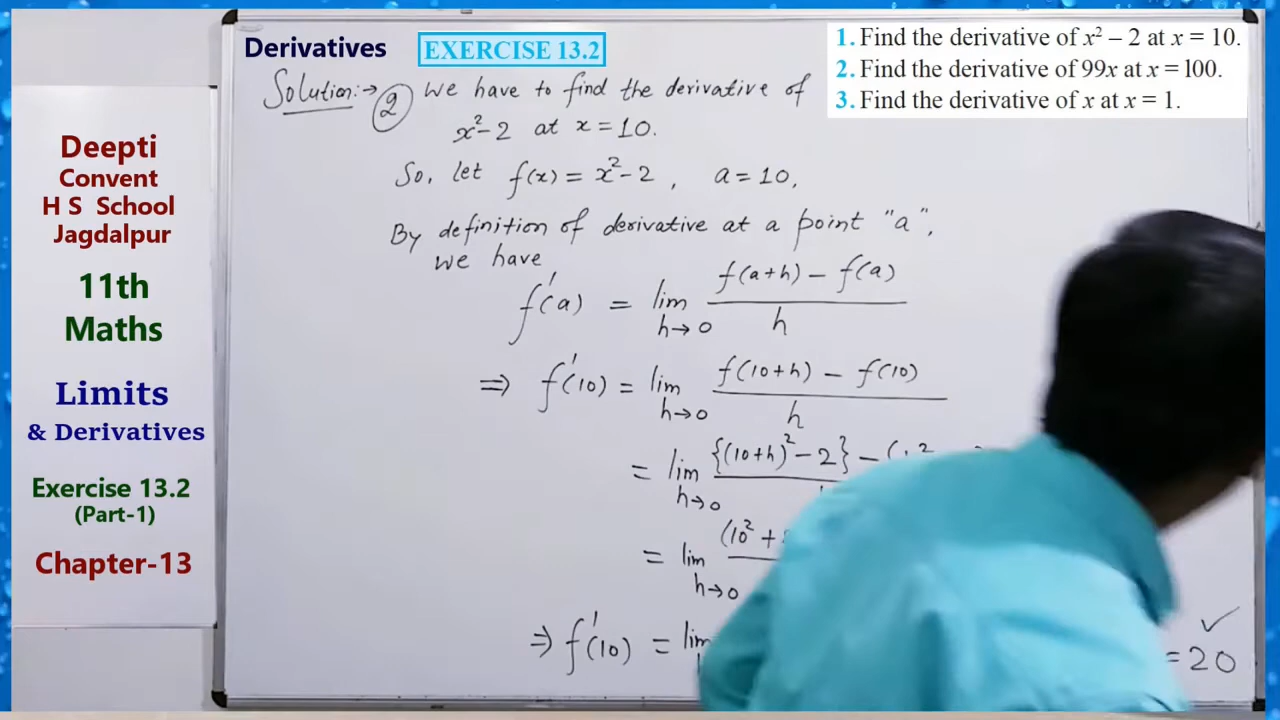 Derivatives EXERCISE 13.2
1. Find the derivative of x² – 2 at x = 10.
2. Find the derivative of 99x at x = 100.
3. Find the derivative of x at x = 1.
Deepti
Convent
H S School
Jagdalpur
11th
Maths
Limits
& Derivatives
Exercise 13.2
(Part-1)
Chapter-13
Solution:→ (2) We have to find the derivative of
x²-2 at x=10.
So, let f(x) = x²-2, a=10,
By definition of derivative at a point "a",
we have
f'(a) = lim h→0 (f(a+h) - f(a))/h
⇒ f'(10) = lim h→0 (f(10+h) - f(10))/h
= lim h→0 {(10+h)²-2} -
= lim h→0 (10² +
⇒ f'(10) = lim = 20 ✓